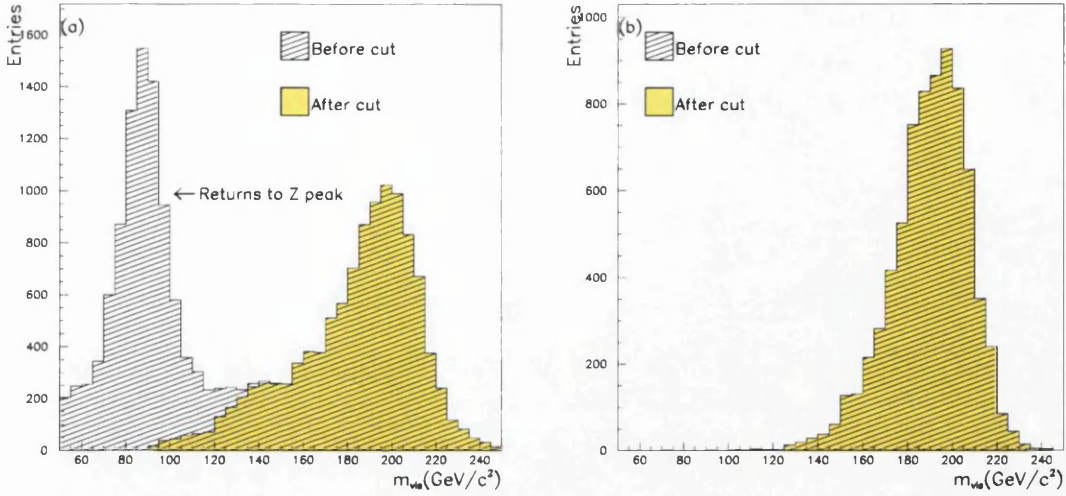 (a)
Entries
1600
1400
1200
1000
800
600
400
200
0
Before cut
After cut
← Returns to Z peak
60 80 100 120 140 160 180 200 220 240
m_vis(GeV/c²)
(b)
Entries
1000
800
600
400
200
0
Before cut
After cut
60 80 100 120 140 160 180 200 220 240
m_vis(GeV/c²)